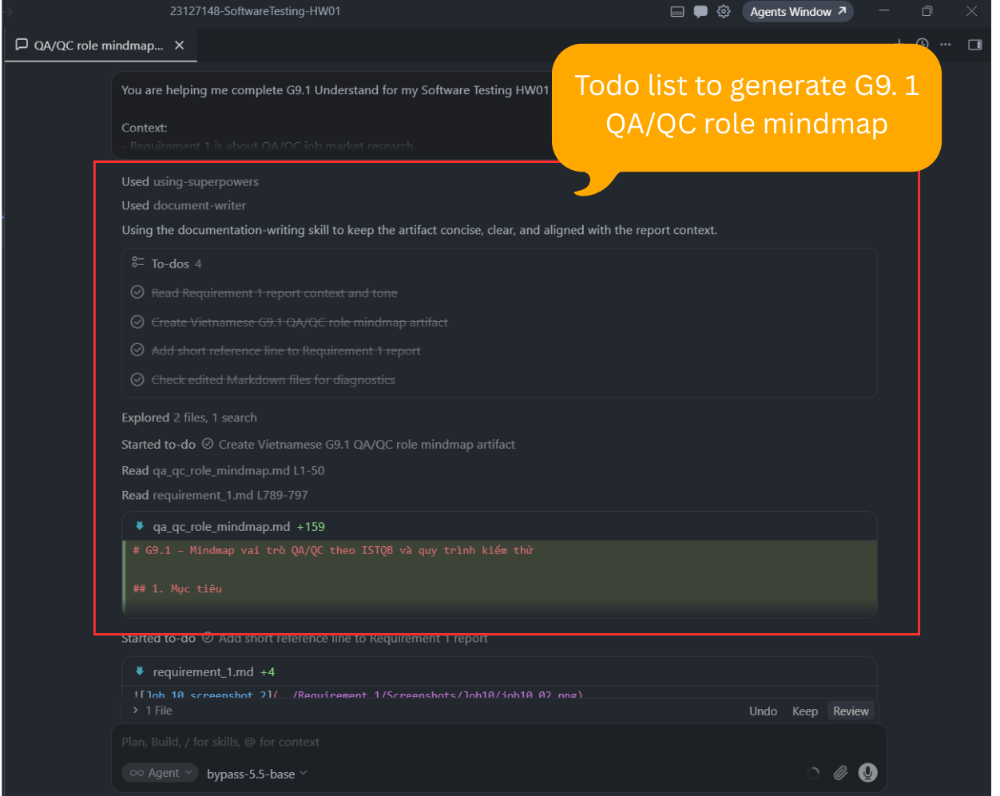 23127148-SoftwareTesting-HW01
Agents Window ↗
QA/QC role mindmap...
Todo list to generate G9. 1
QA/QC role mindmap
You are helping me complete G9.1 Understand for my Software Testing HW01
Context:
- Requirement 1 is about QA/QC job market research.
Used using-superpowers
Used document-writer
Using the documentation-writing skill to keep the artifact concise, clear, and aligned with the report context.
To-dos 4
Read Requirement 1 report context and tone
Create Vietnamese G9.1 QA/QC role mindmap artifact
Add short reference line to Requirement 1 report
Check edited Markdown files for diagnostics
Explored 2 files, 1 search
Started to-do Create Vietnamese G9.1 QA/QC role mindmap artifact
Read qa_qc_role_mindmap.md L1-50
Read requirement_1.md L789-797
qa_qc_role_mindmap.md +159
# G9.1 – Mindmap vai trò QA/QC theo ISTQB và quy trình kiểm thử
## 1. Mục tiêu
Started to-do Add short reference line to Requirement 1 report
requirement_1.md +4
![Job 10 screenshot 2](../Requirement 1/Screenshots/Job10/job10_02.png)
1 File
Undo Keep Review
Plan, Build, / for skills, @ for context
Agent bypass-5.5-base